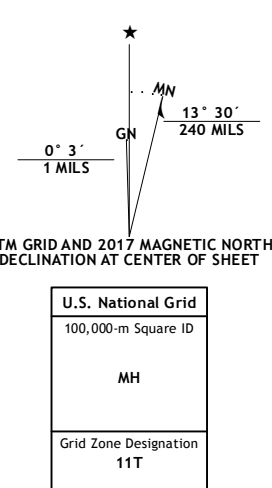 ★
MN
GN
13° 30´
240 MILS
0° 3´
1 MILS
TM GRID AND 2017 MAGNETIC NORTH
DECLINATION AT CENTER OF SHEET
U.S. National Grid
100,000-m Square ID
MH
Grid Zone Designation
11T